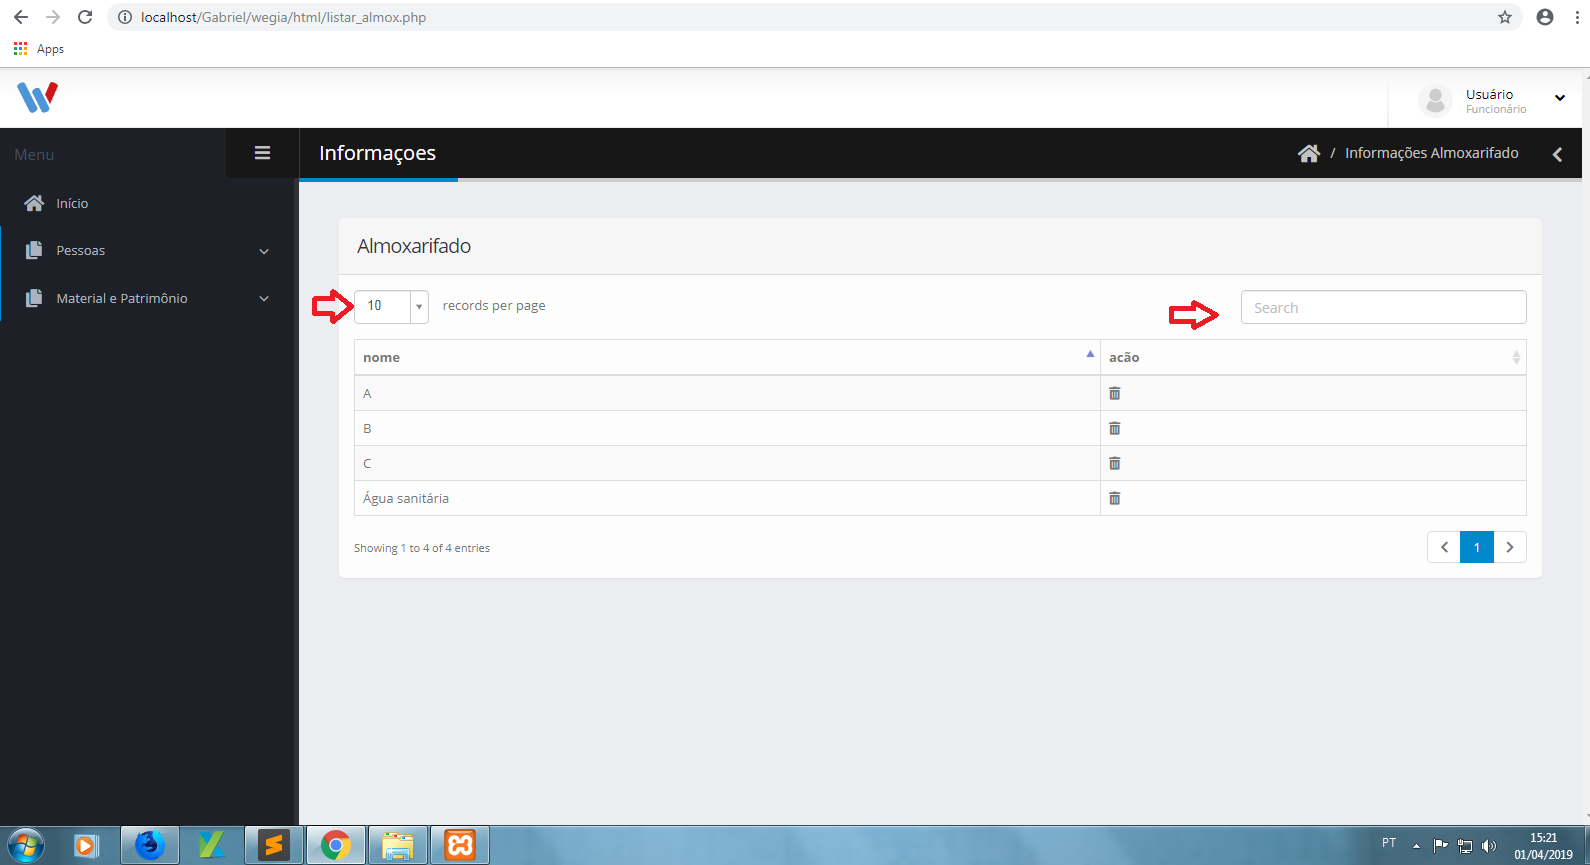 localhost/Gabriel/wegia/html/listar_almox.php
Apps
Usuário
Funcionário
Menu
Informaçoes
/ Informações Almoxarifado
Início
Pessoas
Material e Patrimônio
Almoxarifado
10 records per page
Search
nome acão
A
B
C
Água sanitária
Showing 1 to 4 of 4 entries
1
PT
15:21
01/04/2019